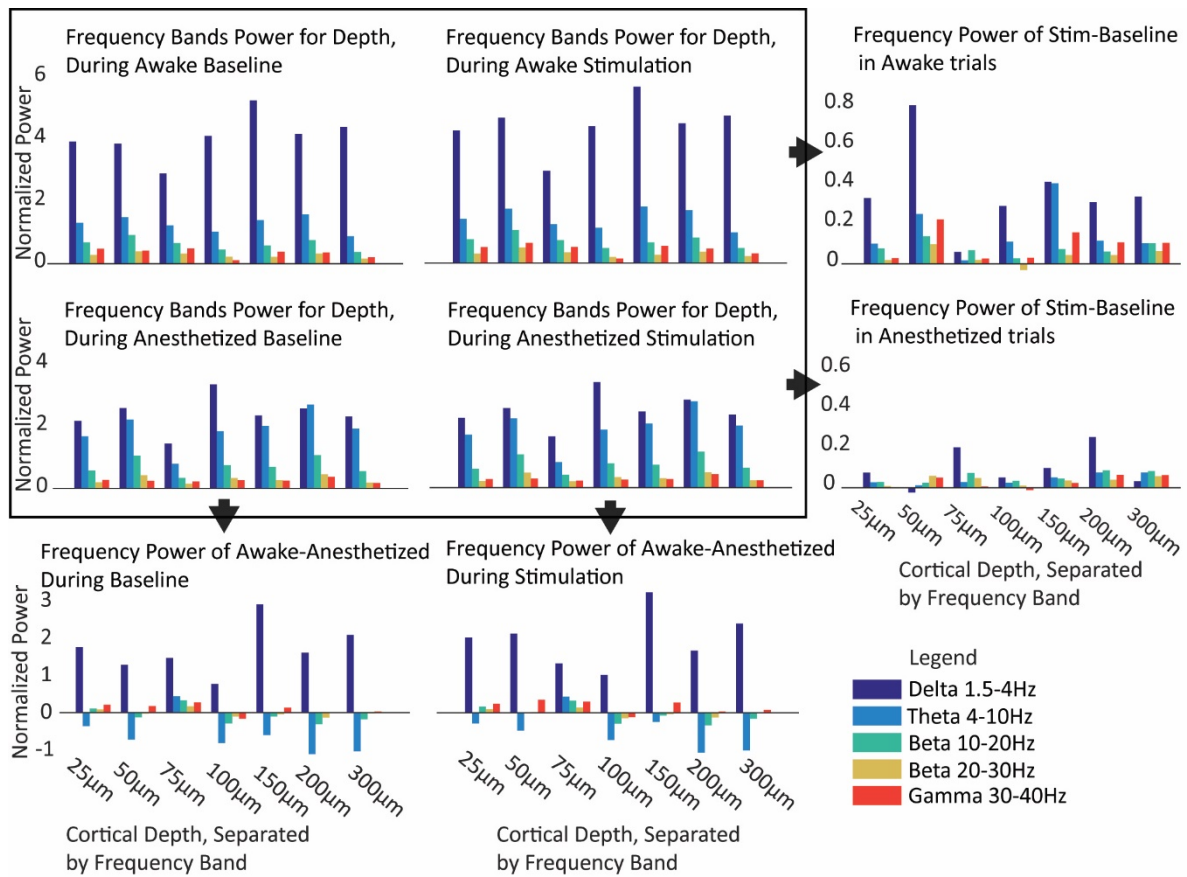 Frequency Bands Power for Depth,
During Awake Baseline
Frequency Bands Power for Depth,
During Awake Stimulation
Frequency Power of Stim-Baseline
in Awake trials
Normalized Power
6
4
2
0
0.8
0.6
0.4
0.2
0
Frequency Bands Power for Depth,
During Anesthetized Baseline
Frequency Bands Power for Depth,
During Anesthetized Stimulation
Frequency Power of Stim-Baseline
in Anesthetized trials
Normalized Power
4
2
0
0.6
0.4
0.2
0
25µm
50µm
75µm
100µm
150µm
200µm
300µm
Cortical Depth, Separated
by Frequency Band
Frequency Power of Awake-Anesthetized
During Baseline
Frequency Power of Awake-Anesthetized
During Stimulation
Normalized Power
3
2
1
0
-1
25µm
50µm
75µm
100µm
150µm
200µm
300µm
Cortical Depth, Separated
by Frequency Band
25µm
50µm
75µm
100µm
150µm
200µm
300µm
Cortical Depth, Separated
by Frequency Band
Legend
Delta 1.5-4Hz
Theta 4-10Hz
Beta 10-20Hz
Beta 20-30Hz
Gamma 30-40Hz